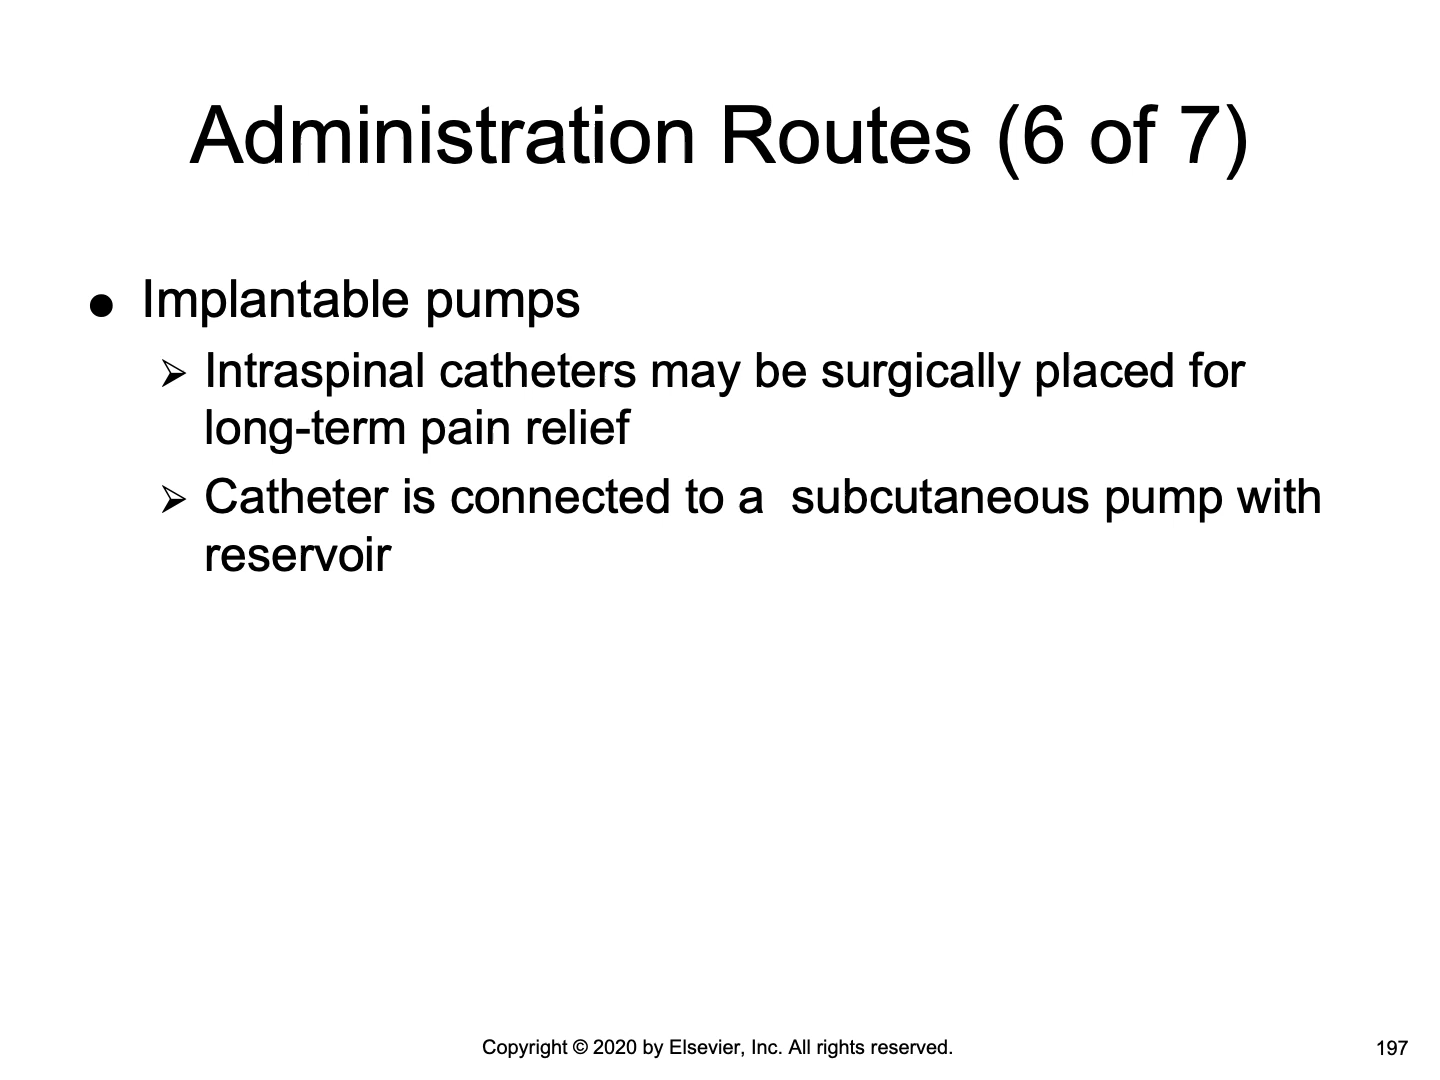 Administration Routes (6 of 7)
● Implantable pumps
➢ Intraspinal catheters may be surgically placed for
long-term pain relief
➢ Catheter is connected to a  subcutaneous pump with
reservoir
Copyright © 2020 by Elsevier, Inc. All rights reserved.
197